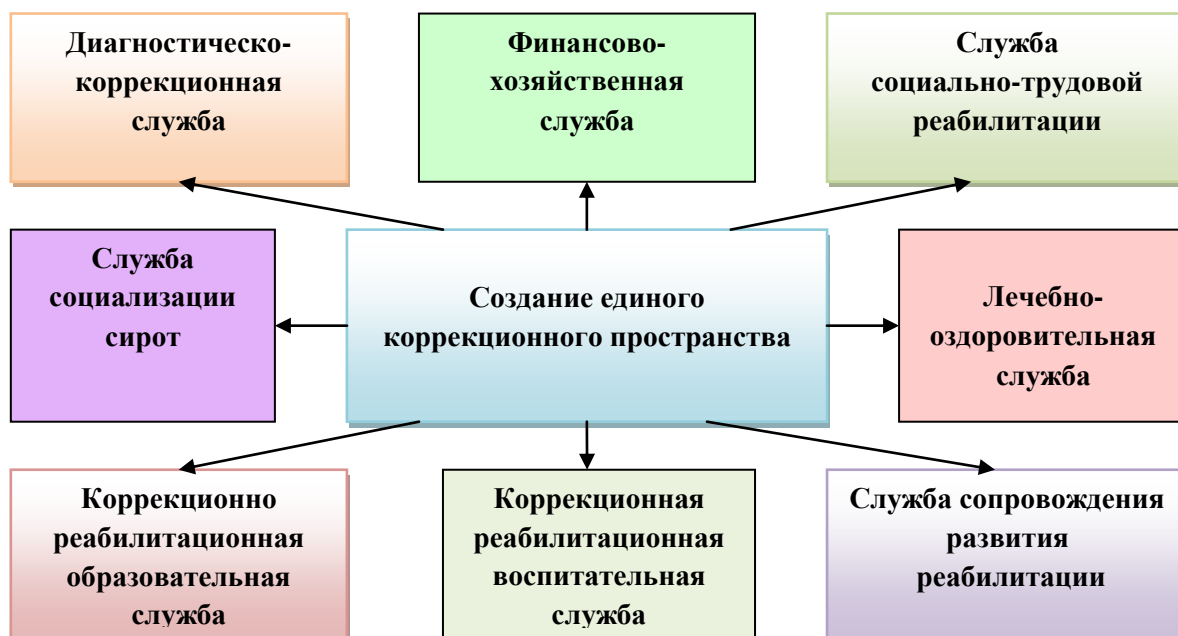 Диагностическо-
коррекционная
служба
Финансово-
хозяйственная
служба
Служба
социально-трудовой
реабилитации
Служба
социализации
сирот
Создание единого
коррекционного пространства
Лечебно-
оздоровительная
служба
Коррекционно
реабилитационная
образовательная
служба
Коррекционная
реабилитационная
воспитательная
служба
Служба сопровождения
развития
реабилитации